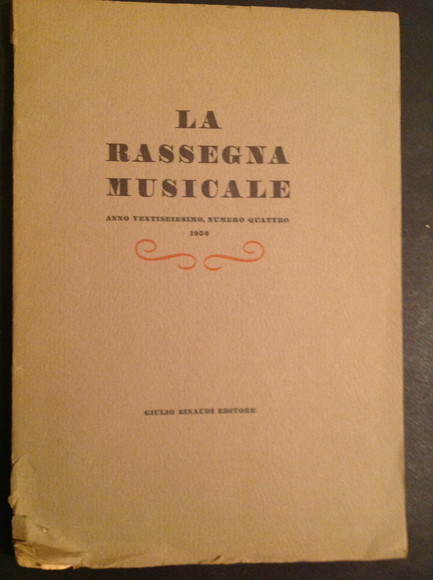 LA
RASSEGNA
MUSICALE
ANNO VENTISEIESIMO, NUMERO QUATTRO
1956
GIULIO EINAUDI EDITORE